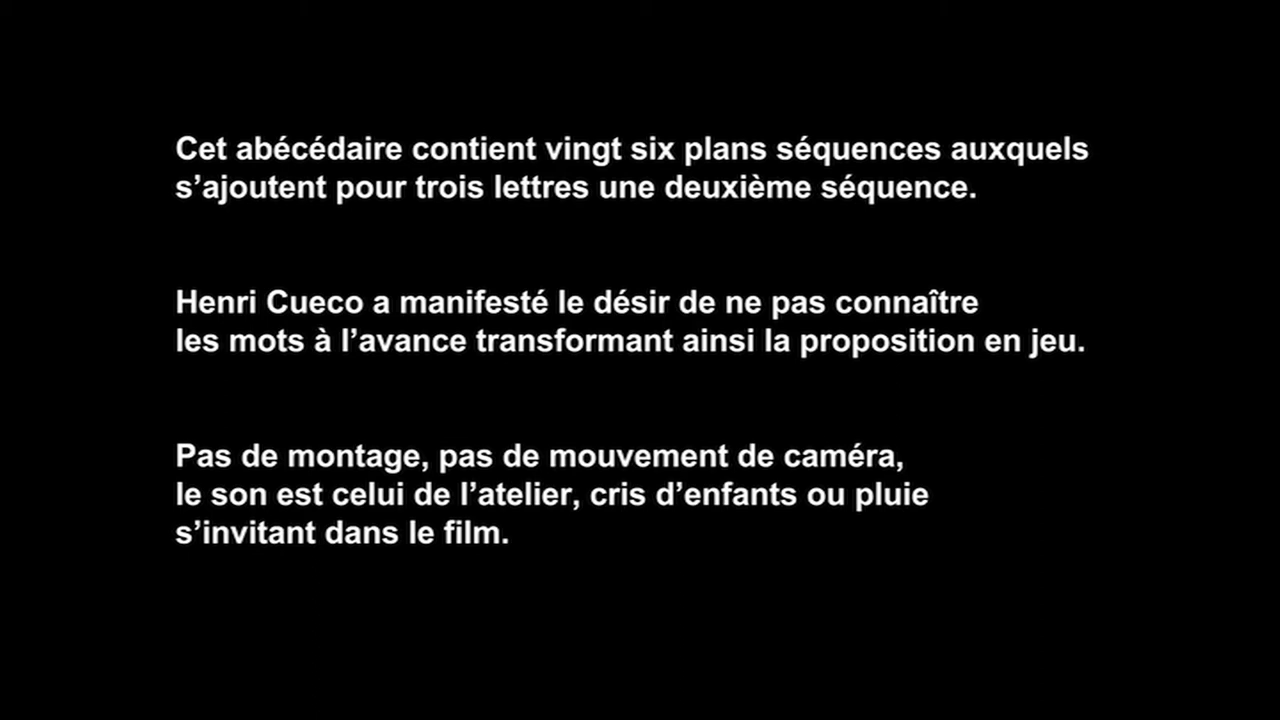 Cet abécédaire contient vingt six plans séquences auxquels
s’ajoutent pour trois lettres une deuxième séquence.
Henri Cueco a manifesté le désir de ne pas connaître
les mots à l’avance transformant ainsi la proposition en jeu.
Pas de montage, pas de mouvement de caméra,
le son est celui de l’atelier, cris d’enfants ou pluie
s’invitant dans le film.